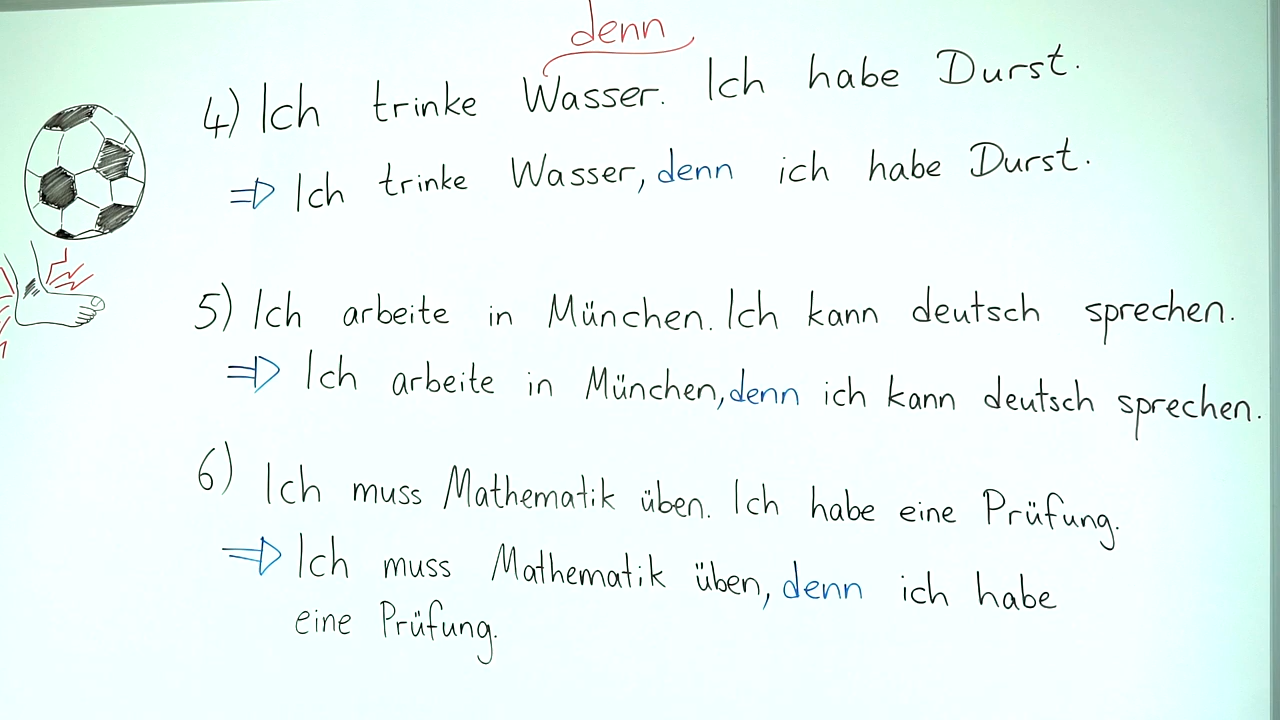 denn
4) Ich trinke Wasser. Ich habe Durst.
⇒ Ich trinke Wasser, denn ich habe Durst.
5) Ich arbeite in München. Ich kann deutsch sprechen.
⇒ Ich arbeite in München, denn ich kann deutsch sprechen.
6) Ich muss Mathematik üben. Ich habe eine Prüfung.
⇒ Ich muss Mathematik üben, denn ich habe
eine Prüfung.